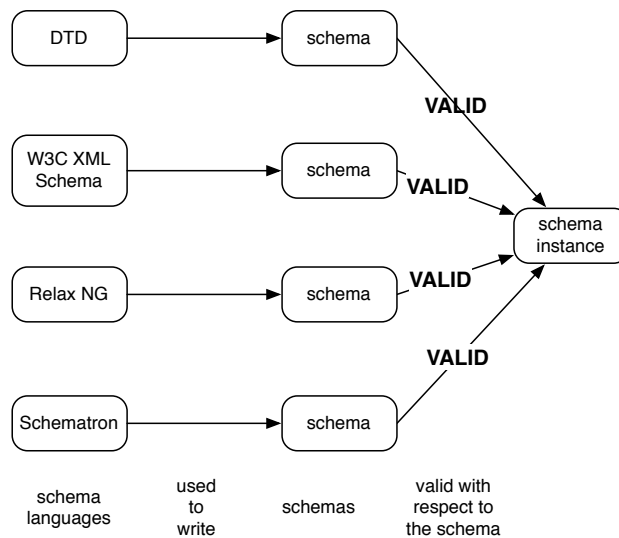 DTD
schema
VALID
W3C XML
Schema
schema
VALID
schema
instance
Relax NG
schema
VALID
VALID
Schematron
schema
schema
languages
used
to
write
schemas
valid with
respect to
the schema